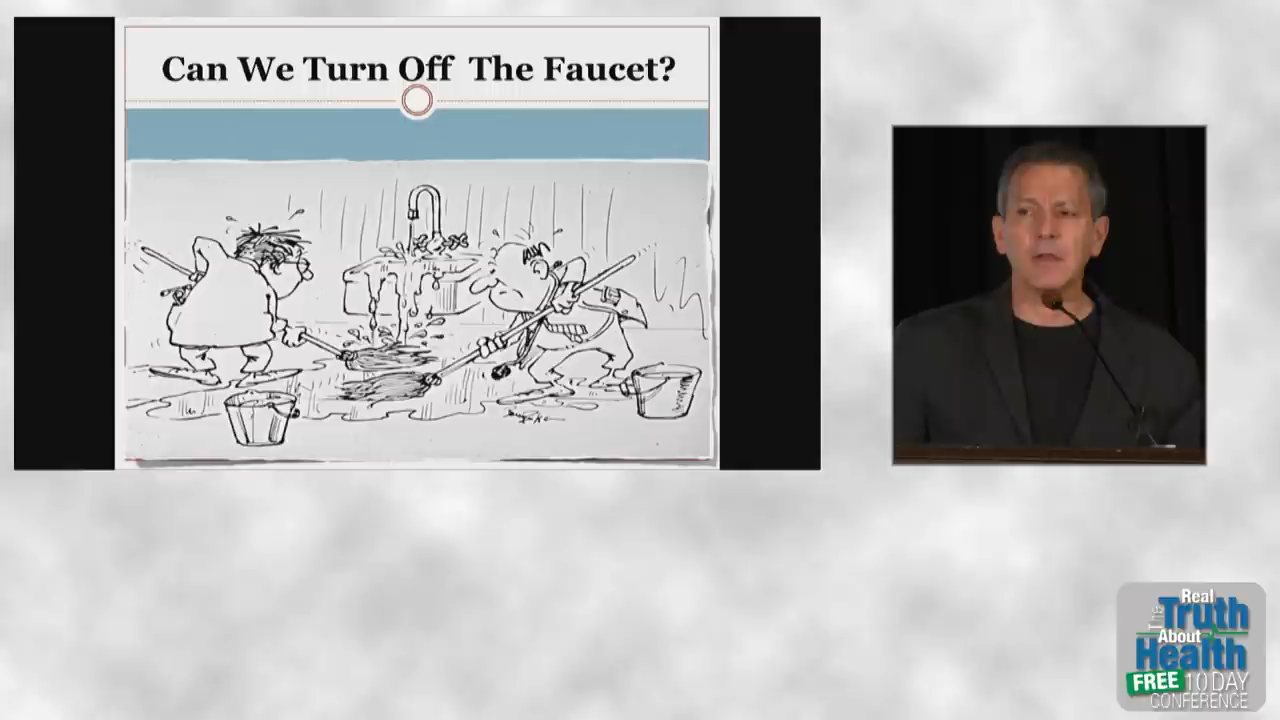 Can We Turn Off The Faucet?
The Real
Truth
About
Health
FREE 10 DAY
CONFERENCE